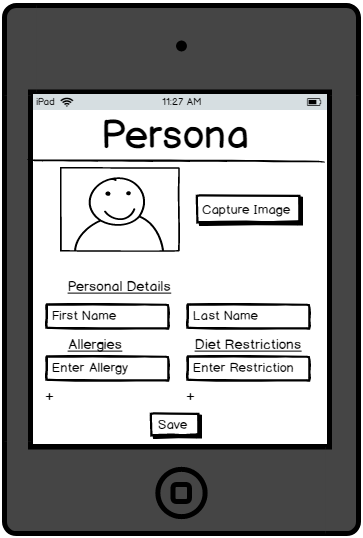 iPad 11:27 AM
Persona
Capture Image
Personal Details
First Name Last Name
Allergies Diet Restrictions
Enter Allergy Enter Restriction
+ +
Save